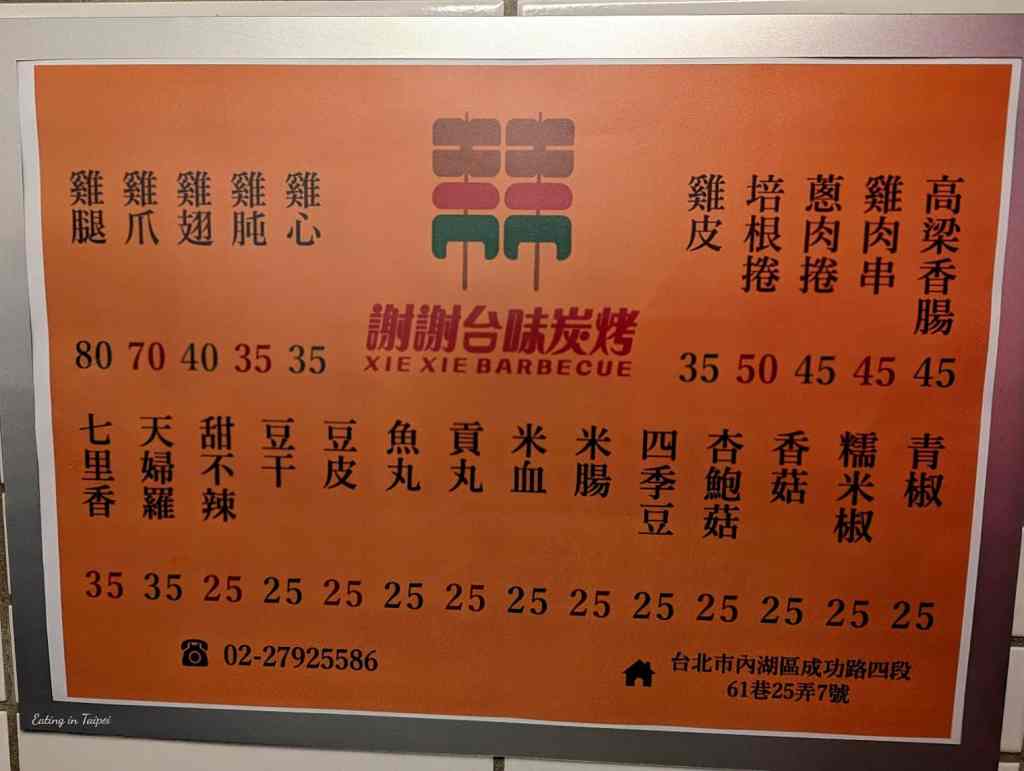 高梁香腸 45
雞肉串 45
蔥肉捲 45
培根捲 50
雞皮 35
謝謝台味炭烤
XIE XIE BARBECUE
雞心 35
雞肫 35
雞翅 40
雞爪 70
雞腿 80
青椒 25
糯米椒 25
香菇 25
杏鮑菇 25
四季豆 25
米腸 25
米血 25
貢丸 25
魚丸 25
豆皮 25
豆干 25
甜不辣 25
天婦羅 35
七里香 35
02-27925586
台北市內湖區成功路四段
61巷25弄7號
Eating in Taipei